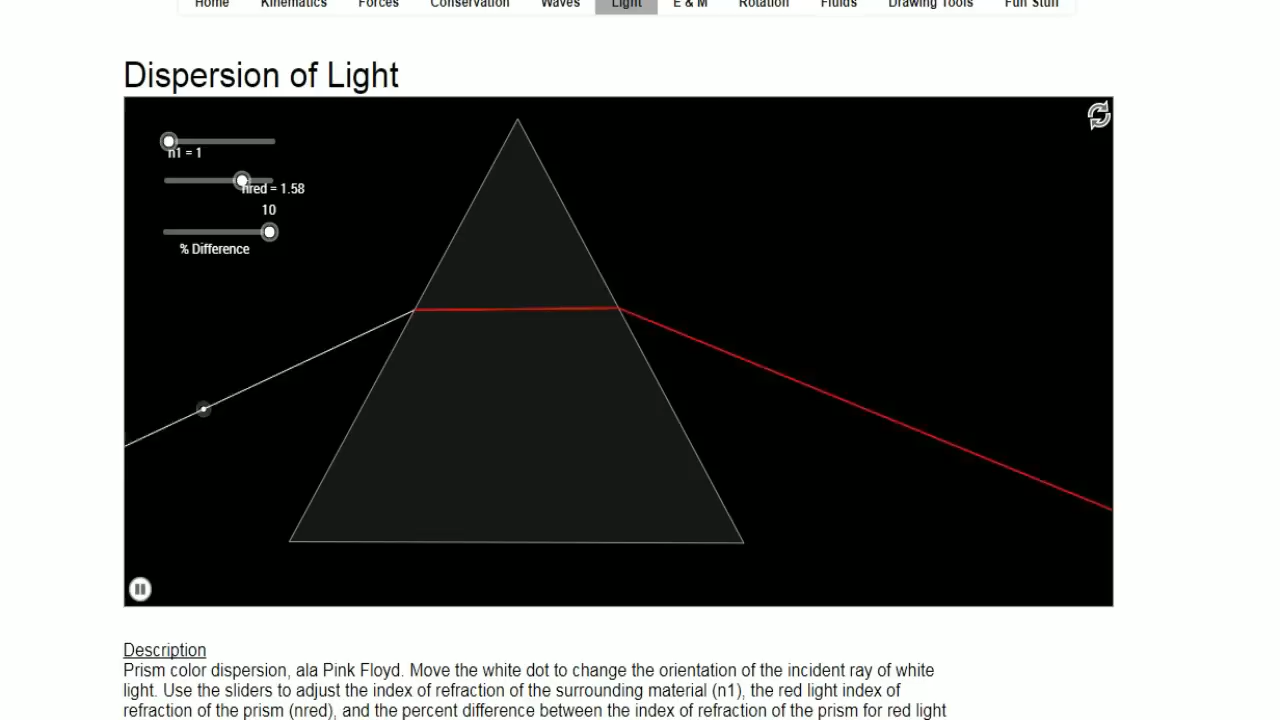 Home Kinematics Forces Conservation Waves Light E & M Rotation Fluids Drawing Tools Fun Stuff
Dispersion of Light
n1 = 1
nred = 1.58
10
% Difference
Description
Prism color dispersion, ala Pink Floyd. Move the white dot to change the orientation of the incident ray of white
light. Use the sliders to adjust the index of refraction of the surrounding material (n1), the red light index of
refraction of the prism (nred), and the percent difference between the index of refraction of the prism for red light